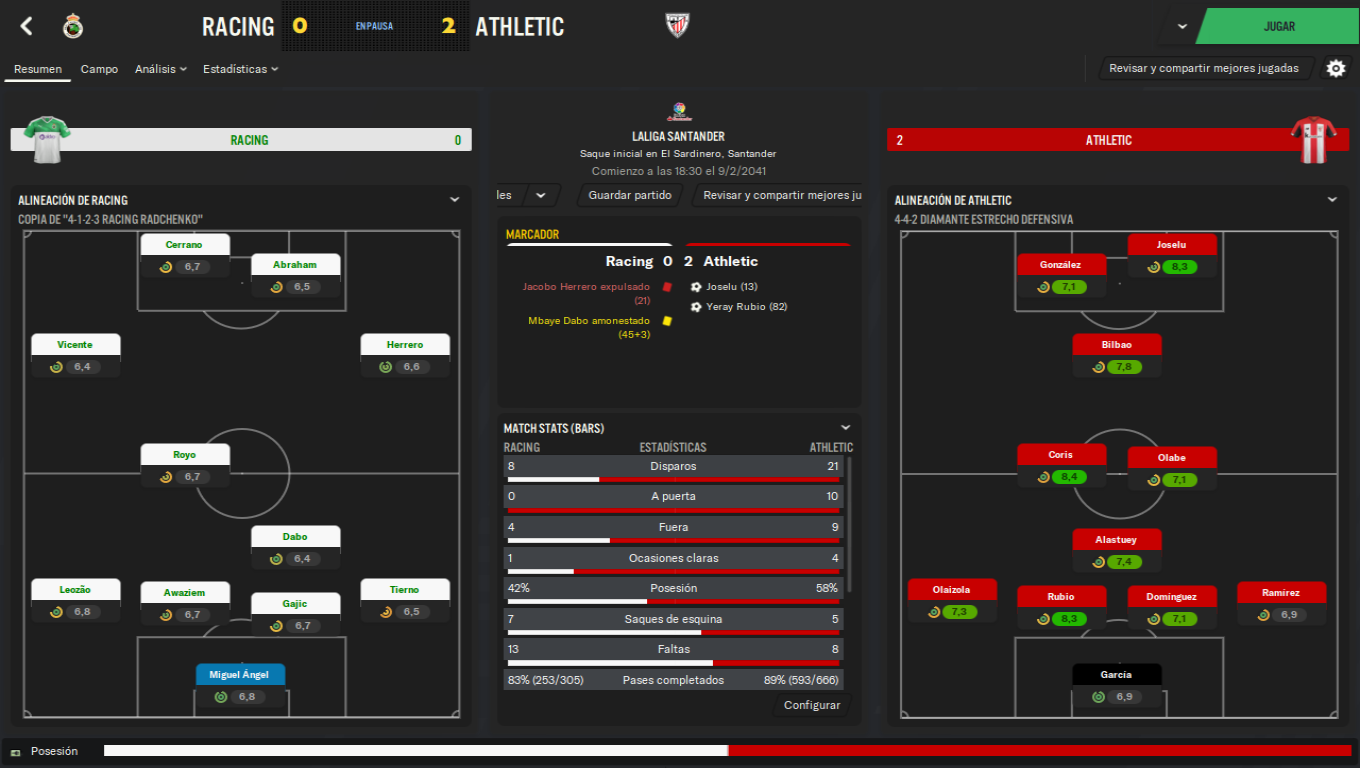 RACING
0
EN PAUSA
2
ATHLETIC
JUGAR
Resumen
Campo
Análisis
Estadísticas
Revisar y compartir mejores jugadas
RACING
0
ALINEACIÓN DE RACING
COPIA DE "4-1-2-3 RACING RADCHENKO"
Cerrano
6,7
Abraham
6,5
Vicente
6,4
Herrero
6,6
Royo
6,7
Dabo
6,4
Leozão
6,8
Awaziem
6,7
Gajic
6,7
Tierno
6,5
Miguel Ángel
6,8
LALIGA SANTANDER
Saque inicial en El Sardinero, Santander
Comienzo a las 18:30 el 9/2/2041
les
Guardar partido
Revisar y compartir mejores ju
MARCADOR
Racing 0 2 Athletic
Jacobo Herrero expulsado
(21)
Mbaye Dabo amonestado
(45+3)
Joselu (13)
Yeray Rubio (82)
MATCH STATS (BARS)
RACING ESTADÍSTICAS ATHLETIC
8 Disparos 21
0 A puerta 10
4 Fuera 9
1 Ocasiones claras 4
42% Posesión 58%
7 Saques de esquina 5
13 Faltas 8
83% (253/305) Pases completados 89% (593/666)
Configurar
2
ATHLETIC
ALINEACIÓN DE ATHLETIC
4-4-2 DIAMANTE ESTRECHO DEFENSIVA
Joselu
8,3
González
7,1
Bilbao
7,8
Coris
8,4
Olabe
7,1
Alastuey
7,4
Olaizola
7,3
Rubio
8,3
Domínguez
7,1
Ramírez
6,9
García
6,9
Posesión